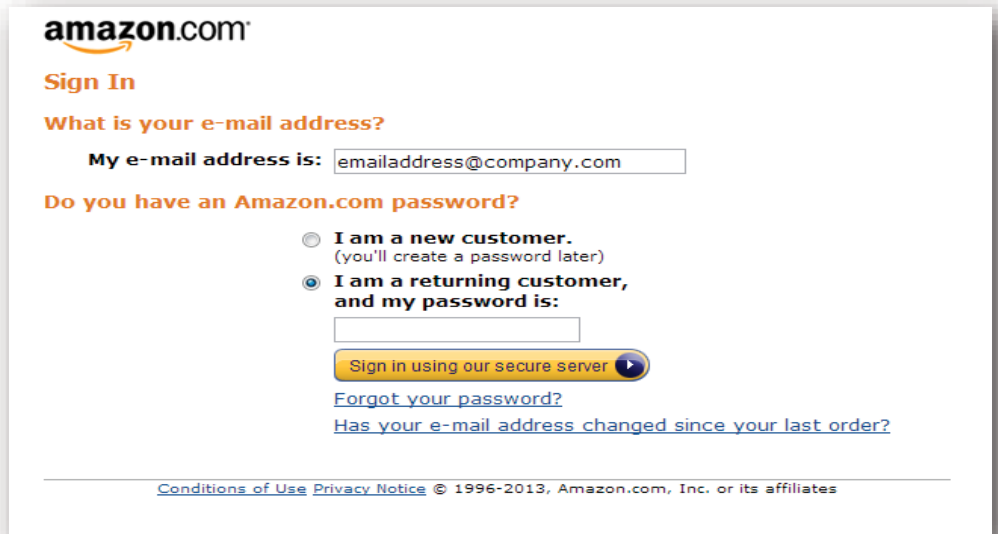 amazon.com
Sign In
What is your e-mail address?
My e-mail address is: emailaddress@company.com
Do you have an Amazon.com password?
I am a new customer.
(you'll create a password later)
I am a returning customer,
and my password is:
Sign in using our secure server
Forgot your password?
Has your e-mail address changed since your last order?
Conditions of Use Privacy Notice © 1996-2013, Amazon.com, Inc. or its affiliates